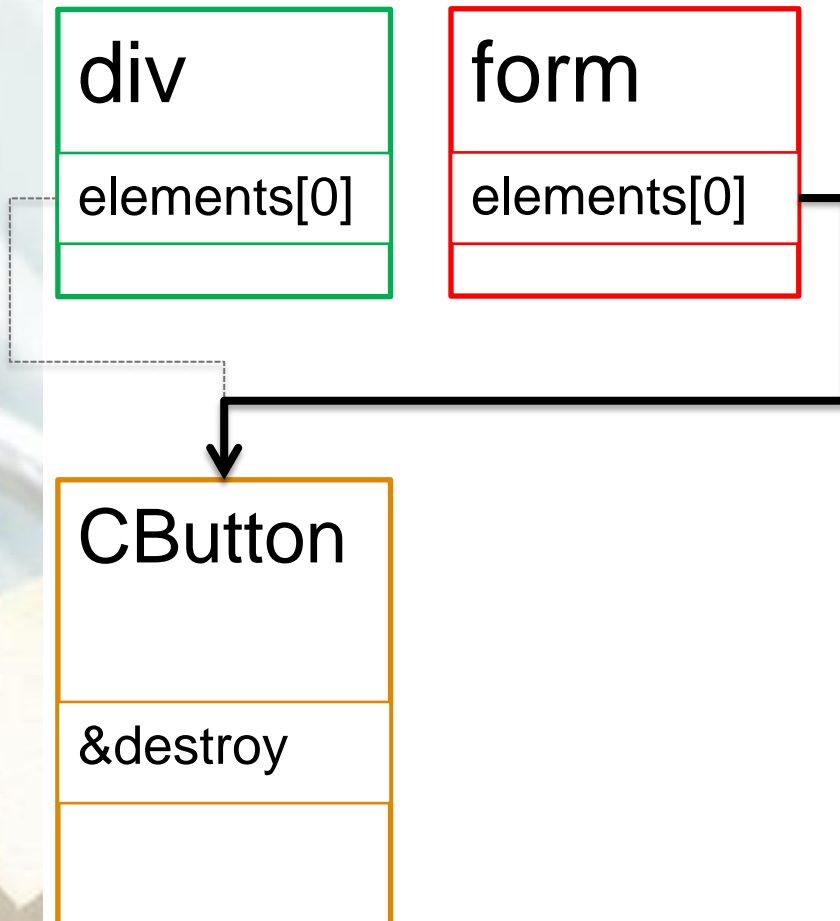 div
elements[0]
form
elements[0]
CButton
&destroy